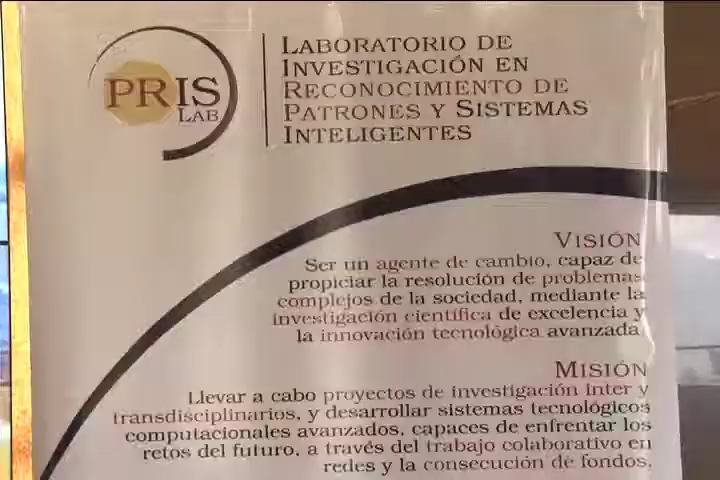 PRIS
LAB
LABORATORIO DE
INVESTIGACIÓN EN
RECONOCIMIENTO DE
PATRONES Y SISTEMAS
INTELIGENTES
VISIÓN
Ser un agente de cambio, capaz de
propiciar la resolución de problemas
complejos de la sociedad, mediante la
investigación científica de excelencia y
la innovación tecnológica avanzada
MISIÓN
Llevar a cabo proyectos de investigación inter y
transdisciplinarios, y desarrollar sistemas tecnológicos
computacionales avanzados, capaces de enfrentar los
retos del futuro, a través del trabajo colaborativo en
redes y la consecución de fondos.